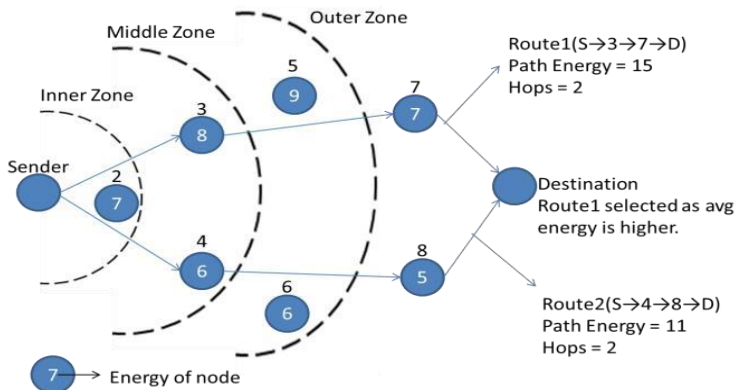 Outer Zone
Middle Zone
Inner Zone
Sender
2
7
3
8
4
6
5
9
6
6
7
7
8
5
Route1(S→3→7→D)
Path Energy = 15
Hops = 2
Destination
Route1 selected as avg
energy is higher.
Route2(S→4→8→D)
Path Energy = 11
Hops = 2
7
Energy of node